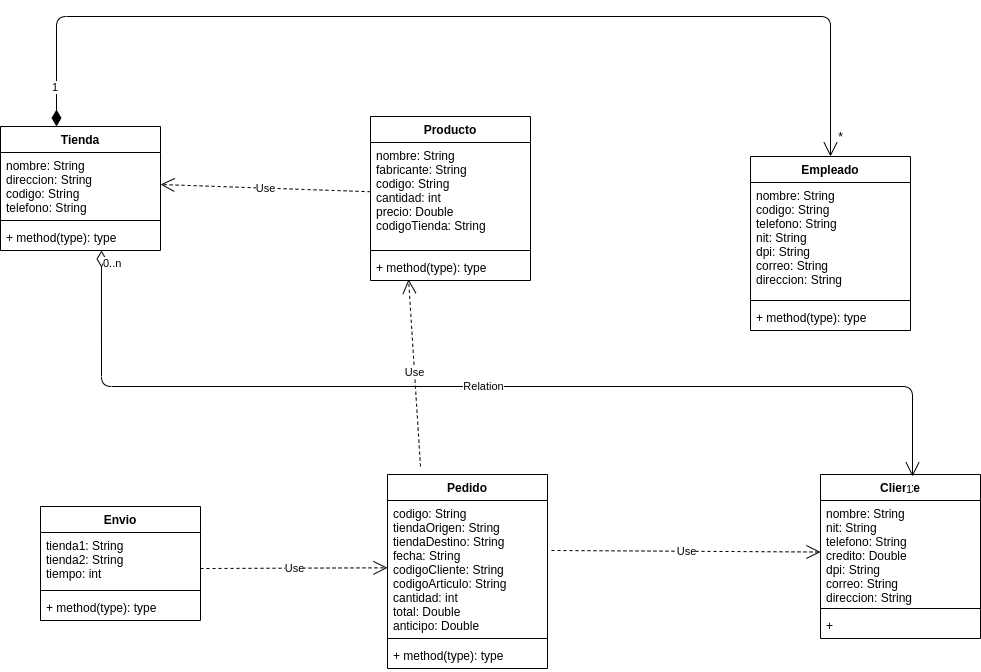 1
*
Tienda
nombre: String
direccion: String
codigo: String
telefono: String
+ method(type): type
0..n
Use
Producto
nombre: String
fabricante: String
codigo: String
cantidad: int
precio: Double
codigoTienda: String
+ method(type): type
Empleado
nombre: String
codigo: String
telefono: String
nit: String
dpi: String
correo: String
direccion: String
+ method(type): type
Use
Relation
Envio
tienda1: String
tienda2: String
tiempo: int
+ method(type): type
Use
Pedido
codigo: String
tiendaOrigen: String
tiendaDestino: String
fecha: String
codigoCliente: String
codigoArticulo: String
cantidad: int
total: Double
anticipo: Double
+ method(type): type
Use
Cliente
1
nombre: String
nit: String
telefono: String
credito: Double
dpi: String
correo: String
direccion: String
+